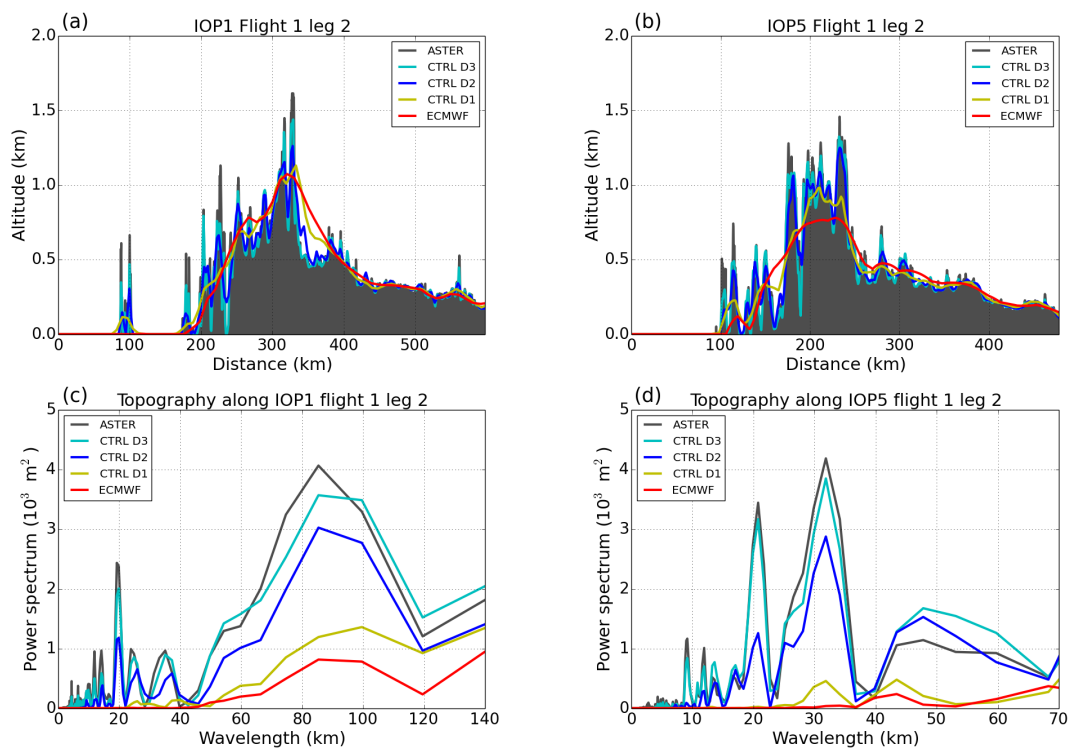 (a)
IOP1 Flight 1 leg 2
2.0
1.5
1.0
0.5
0.0
Altitude (km)
ASTER
CTRL D3
CTRL D2
CTRL D1
ECMWF
0 100 200 300 400 500
Distance (km)
(b)
IOP5 Flight 1 leg 2
2.0
1.5
1.0
0.5
0.0
Altitude (km)
ASTER
CTRL D3
CTRL D2
CTRL D1
ECMWF
0 100 200 300 400
Distance (km)
(c)
Topography along IOP1 flight 1 leg 2
5
4
3
2
1
0
Power spectrum (10³ m²)
ASTER
CTRL D3
CTRL D2
CTRL D1
ECMWF
0 20 40 60 80 100 120 140
Wavelength (km)
(d)
Topography along IOP5 flight 1 leg 2
5
4
3
2
1
0
Power spectrum (10³ m²)
ASTER
CTRL D3
CTRL D2
CTRL D1
ECMWF
0 10 20 30 40 50 60 70
Wavelength (km)